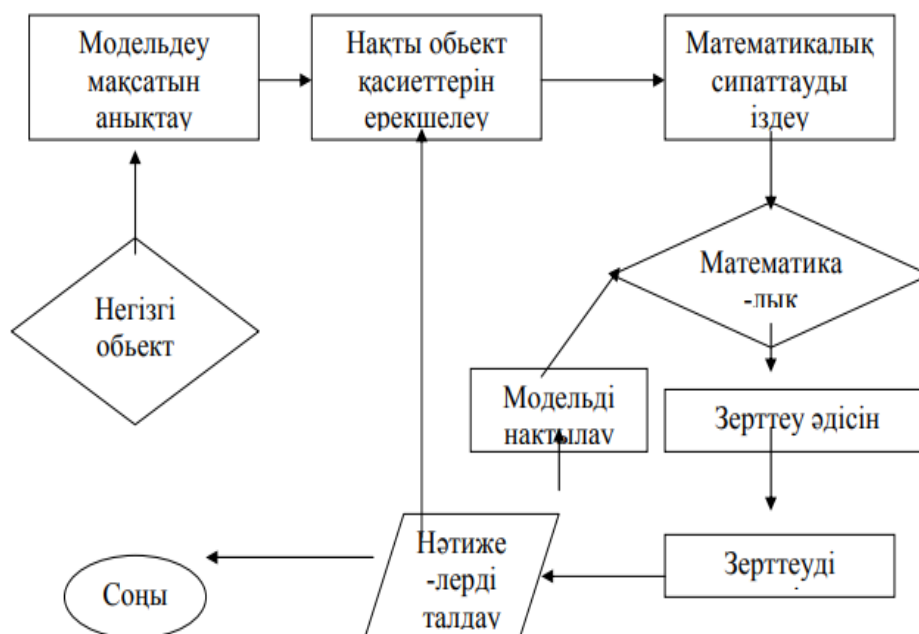 Модельдеу
мақсатын
анықтау
Нақты обьект
қасиеттерін
ерекшелеу
Математикалық
сипаттауды
іздеу
Негізгі
обьект
Математика
-лық
Модельді
нақтылау
Зерттеу әдісін
Зерттеуді
Нәтиже
-лерді
талдау
Соңы